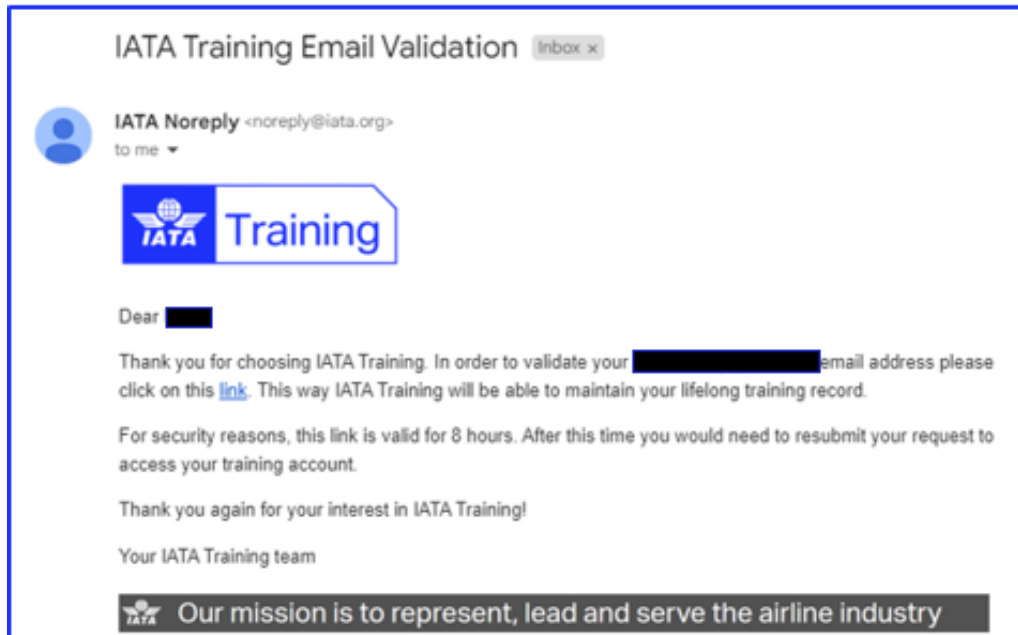 IATA Training Email Validation Inbox x
IATA Noreply <noreply@iata.org>
to me
IATA Training
Dear
Thank you for choosing IATA Training. In order to validate your email address please
click on this link. This way IATA Training will be able to maintain your lifelong training record.
For security reasons, this link is valid for 8 hours. After this time you would need to resubmit your request to
access your training account.
Thank you again for your interest in IATA Training!
Your IATA Training team
IATA Our mission is to represent, lead and serve the airline industry